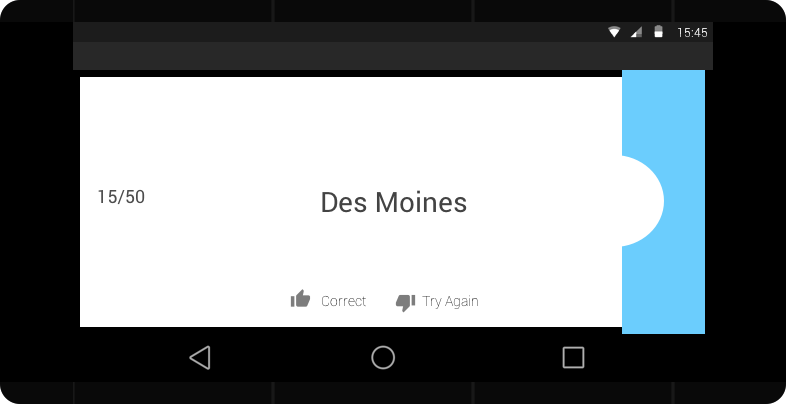 15:45
15/50
Des Moines
Correct
Try Again